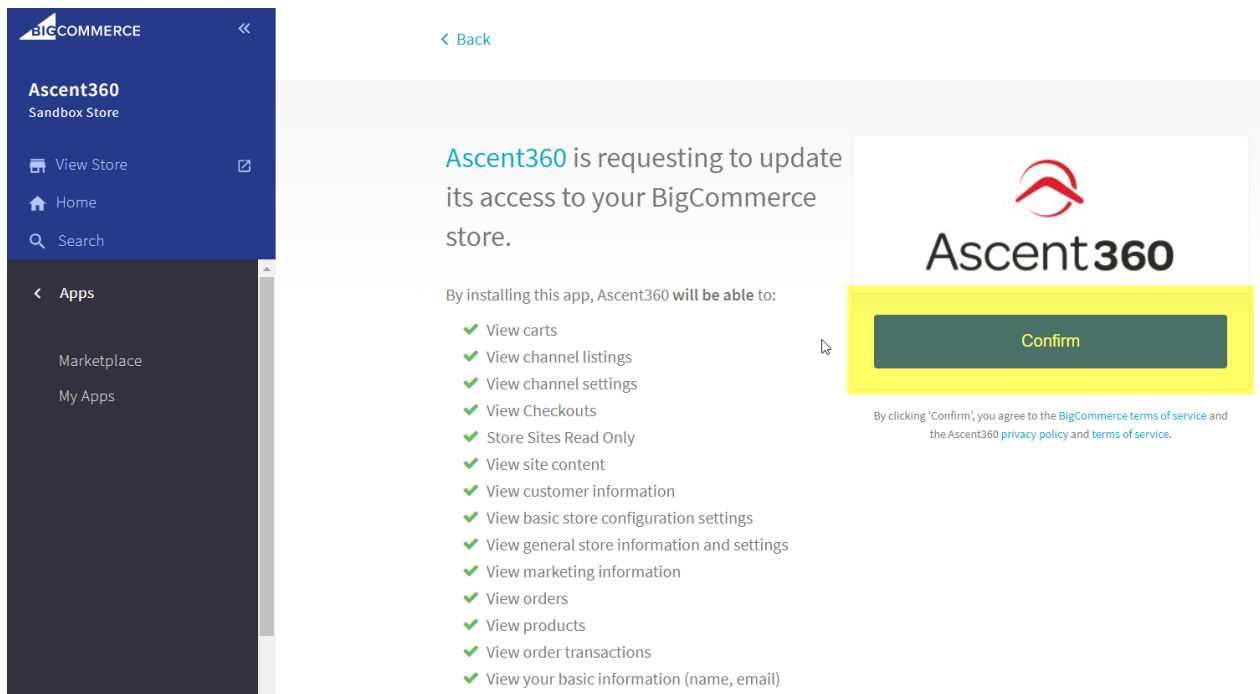 BIGCOMMERCE
Ascent360
Sandbox Store
View Store
Home
Search
Apps
Marketplace
My Apps
Back
Ascent360 is requesting to update
its access to your BigCommerce
store.
By installing this app, Ascent360 will be able to:
View carts
View channel listings
View channel settings
View Checkouts
Store Sites Read Only
View site content
View customer information
View basic store configuration settings
View general store information and settings
View marketing information
View orders
View products
View order transactions
View your basic information (name, email)
Ascent360
Confirm
By clicking 'Confirm', you agree to the BigCommerce terms of service and
the Ascent360 privacy policy and terms of service.